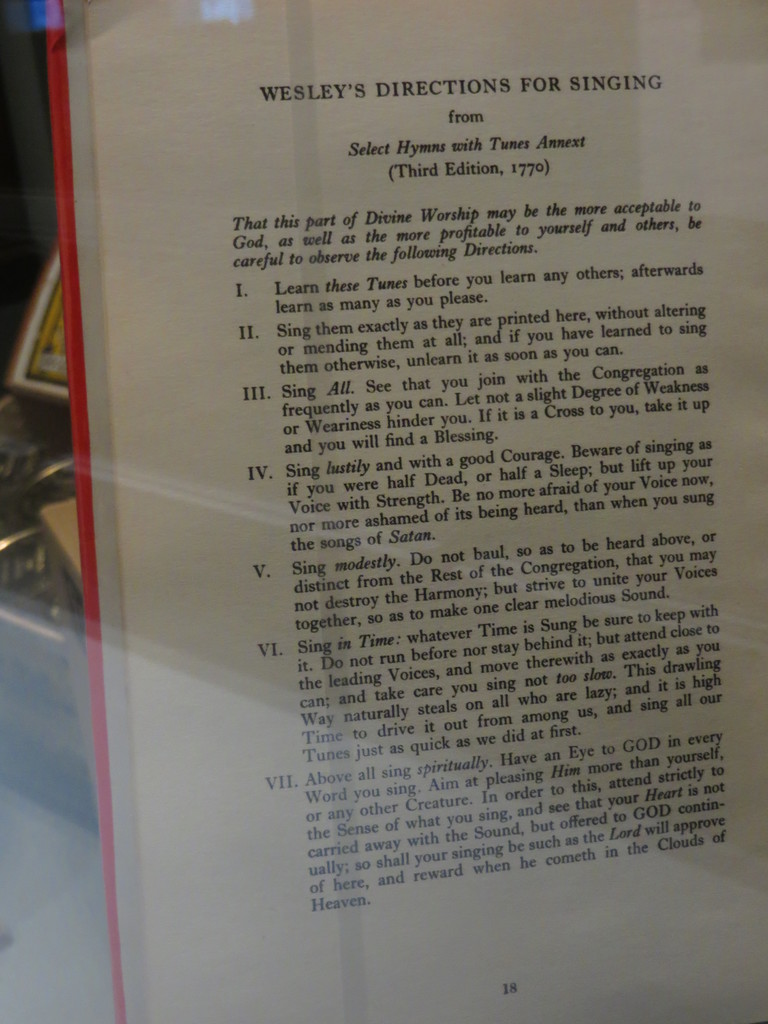 WESLEY'S DIRECTIONS FOR SINGING
from
Select Hymns with Tunes Annext
(Third Edition, 1770)
That this part of Divine Worship may be the more acceptable to
God, as well as the more profitable to yourself and others, be
careful to observe the following Directions.
I. Learn these Tunes before you learn any others; afterwards
learn as many as you please.
II. Sing them exactly as they are printed here, without altering
or mending them at all; and if you have learned to sing
them otherwise, unlearn it as soon as you can.
III. Sing All. See that you join with the Congregation as
frequently as you can. Let not a slight Degree of Weakness
or Weariness hinder you. If it is a Cross to you, take it up
and you will find a Blessing.
IV. Sing lustily and with a good Courage. Beware of singing as
if you were half Dead, or half a Sleep; but lift up your
Voice with Strength. Be no more afraid of your Voice now,
nor more ashamed of its being heard, than when you sung
the songs of Satan.
V. Sing modestly. Do not baul, so as to be heard above, or
distinct from the Rest of the Congregation, that you may
not destroy the Harmony; but strive to unite your Voices
together, so as to make one clear melodious Sound.
VI. Sing in Time: whatever Time is Sung be sure to keep with
it. Do not run before nor stay behind it; but attend close to
the leading Voices, and move therewith as exactly as you
can; and take care you sing not too slow. This drawling
Way naturally steals on all who are lazy; and it is high
Time to drive it out from among us, and sing all our
Tunes just as quick as we did at first.
VII. Above all sing spiritually. Have an Eye to GOD in every
Word you sing. Aim at pleasing Him more than yourself,
or any other Creature. In order to this, attend strictly to
the Sense of what you sing, and see that your Heart is not
carried away with the Sound, but offered to GOD contin-
ually; so shall your singing be such as the Lord will approve
of here, and reward when he cometh in the Clouds of
Heaven.
18